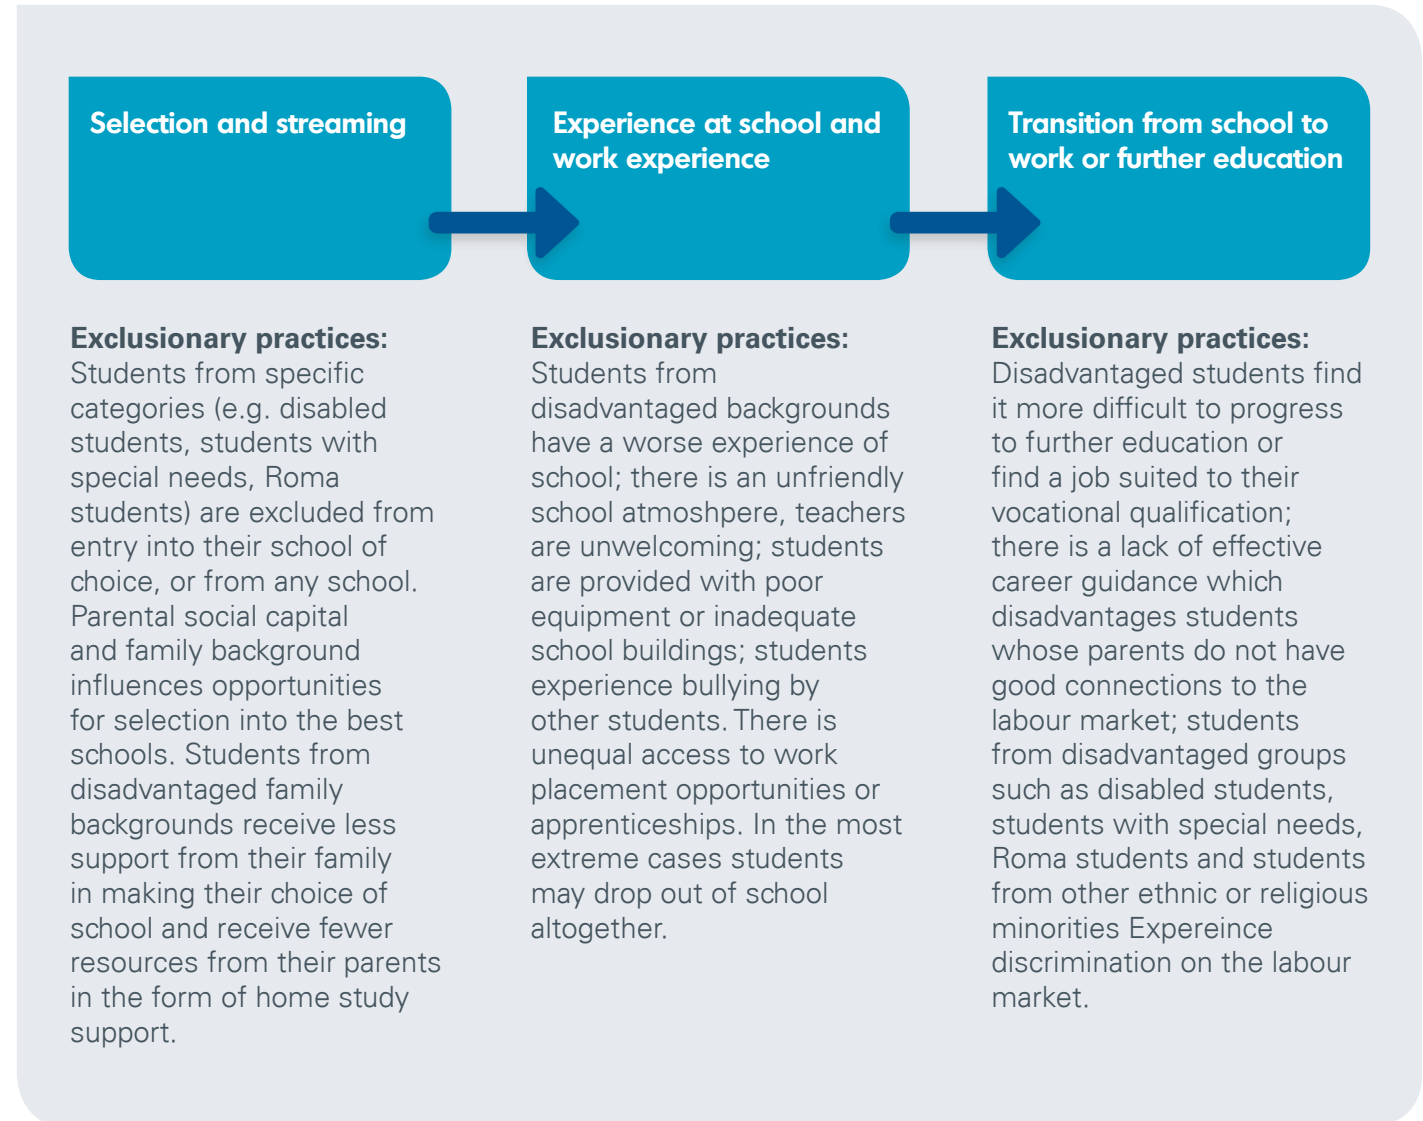 Selection and streaming
Experience at school and
work experience
Transition from school to
work or further education
Exclusionary practices:
Students from specific
categories (e.g. disabled
students, students with
special needs, Roma
students) are excluded from
entry into their school of
choice, or from any school.
Parental social capital
and family background
influences opportunities
for selection into the best
schools. Students from
disadvantaged family
backgrounds receive less
support from their family
in making their choice of
school and receive fewer
resources from their parents
in the form of home study
support.
Exclusionary practices:
Students from
disadvantaged backgrounds
have a worse experience of
school; there is an unfriendly
school atmoshpere, teachers
are unwelcoming; students
are provided with poor
equipment or inadequate
school buildings; students
experience bullying by
other students. There is
unequal access to work
placement opportunities or
apprenticeships. In the most
extreme cases students
may drop out of school
altogether.
Exclusionary practices:
Disadvantaged students find
it more difficult to progress
to further education or
find a job suited to their
vocational qualification;
there is a lack of effective
career guidance which
disadvantages students
whose parents do not have
good connections to the
labour market; students
from disadvantaged groups
such as disabled students,
students with special needs,
Roma students and students
from other ethnic or religious
minorities Expereince
discrimination on the labour
market.